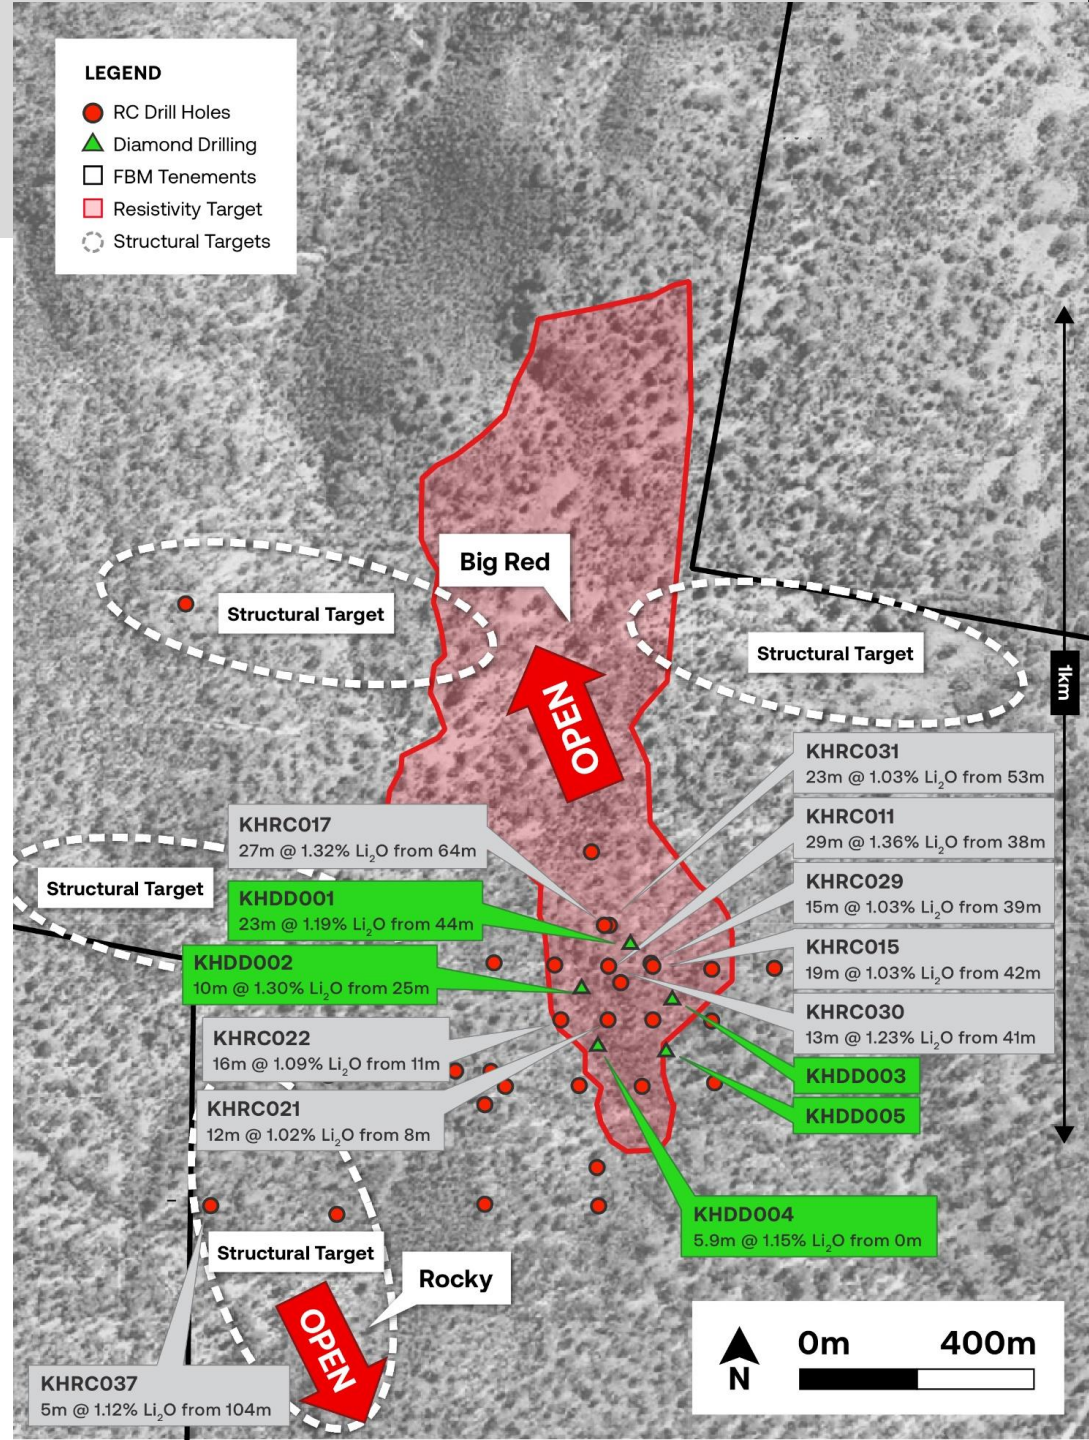 LEGEND
RC Drill Holes
Diamond Drilling
FBM Tenements
Resistivity Target
Structural Targets
Big Red
Structural Target
Structural Target
1km
OPEN
KHRC031
23m @ 1.03% Li₂O from 53m
KHRC017
27m @ 1.32% Li₂O from 64m
KHRC011
29m @ 1.36% Li₂O from 38m
Structural Target
KHDD001
23m @ 1.19% Li₂O from 44m
KHRC029
15m @ 1.03% Li₂O from 39m
KHDD002
10m @ 1.30% Li₂O from 25m
KHRC015
19m @ 1.03% Li₂O from 42m
KHRC030
13m @ 1.23% Li₂O from 41m
KHRC022
16m @ 1.09% Li₂O from 11m
KHDD003
KHRC021
12m @ 1.02% Li₂O from 8m
KHDD005
KHDD004
5.9m @ 1.15% Li₂O from 0m
Structural Target
Rocky
OPEN
KHRC037
5m @ 1.12% Li₂O from 104m
N
0m 400m